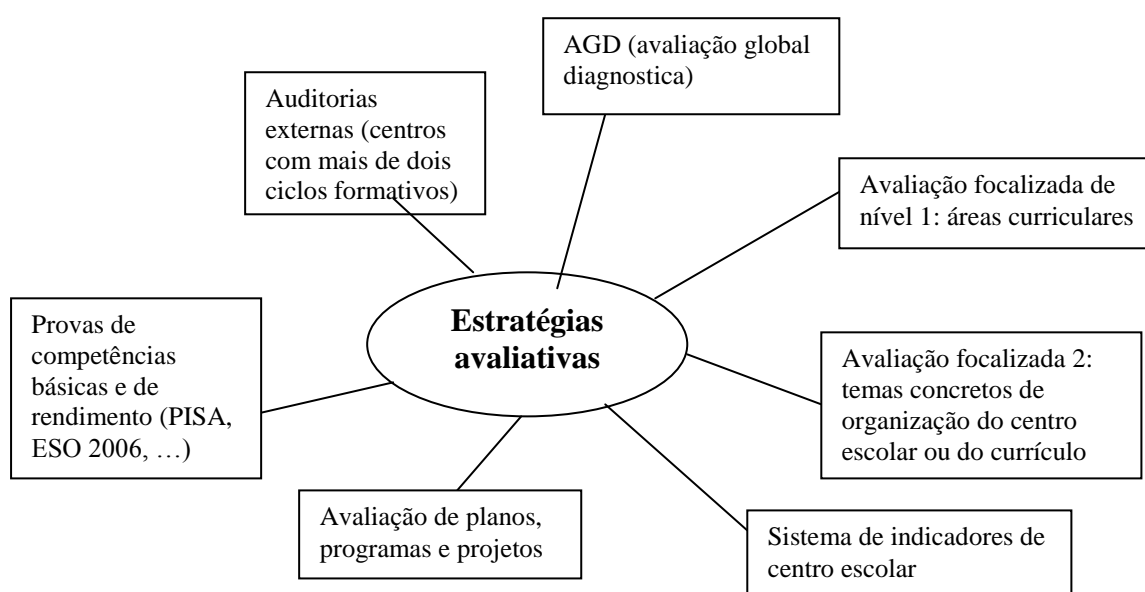 AGD (avaliação global
diagnostica)
Auditorias
externas (centros
com mais de dois
ciclos formativos)
Avaliação focalizada de
nível 1: áreas curriculares
Estratégias
avaliativas
Provas de
competências
básicas e de
rendimento (PISA,
ESO 2006, …)
Avaliação focalizada 2:
temas concretos de
organização do centro
escolar ou do currículo
Avaliação de planos,
programas e projetos
Sistema de indicadores de
centro escolar